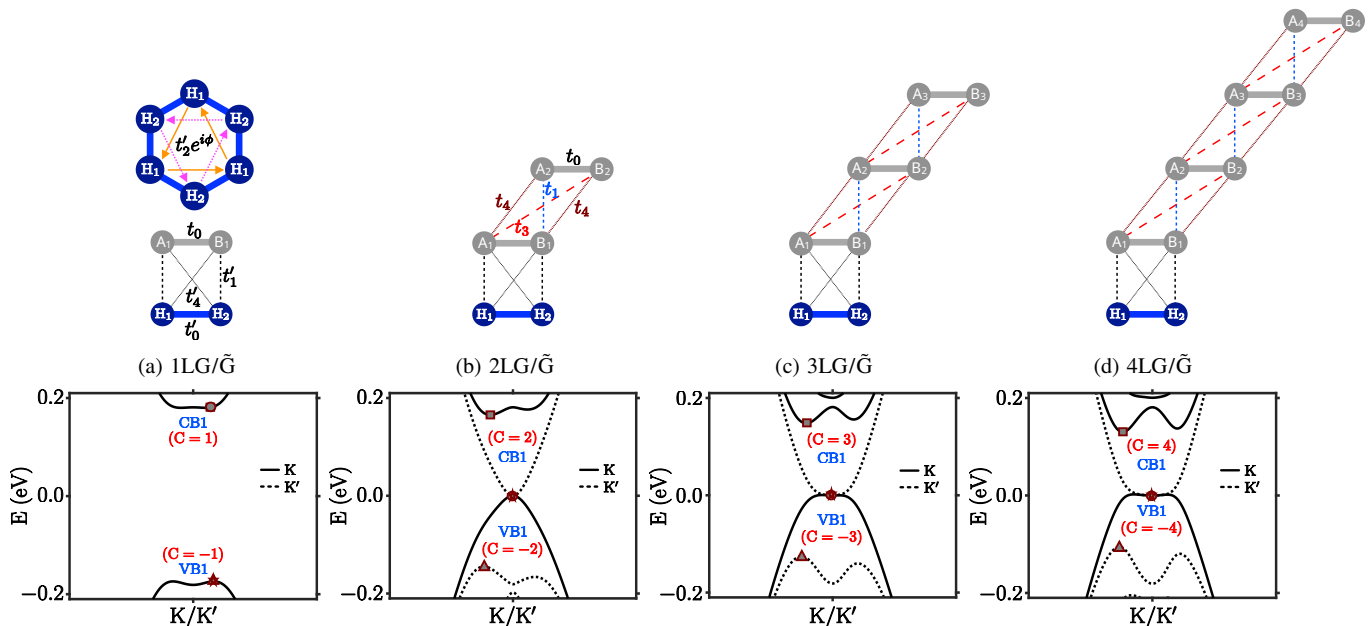 H₁
H₂ H₂
t′₂e^{iϕ}
H₁ H₁
H₂
t₀
A₁ B₁
t′₁
t′₄
H₁ H₂
t′₀
(a) 1LG/G̃
t₀
A₂ B₂
t₁
t₄ t₄
t₃
A₁ B₁
H₁ H₂
(b) 2LG/G̃
A₃ B₃
A₂ B₂
A₁ B₁
H₁ H₂
(c) 3LG/G̃
A₄ B₄
A₃ B₃
A₂ B₂
A₁ B₁
H₁ H₂
(d) 4LG/G̃
E (eV)
0.2
0.0
−0.2
CB1
(C = 1)
K
K′
(C = −1)
VB1
K/K′
E (eV)
0.2
0.0
−0.2
(C = 2)
CB1
K
K′
VB1
(C = −2)
K/K′
E (eV)
0.2
0.0
−0.2
(C = 3)
CB1
K
K′
VB1
(C = −3)
K/K′
E (eV)
0.2
0.0
−0.2
(C = 4)
CB1
K
K′
VB1
(C = −4)
K/K′